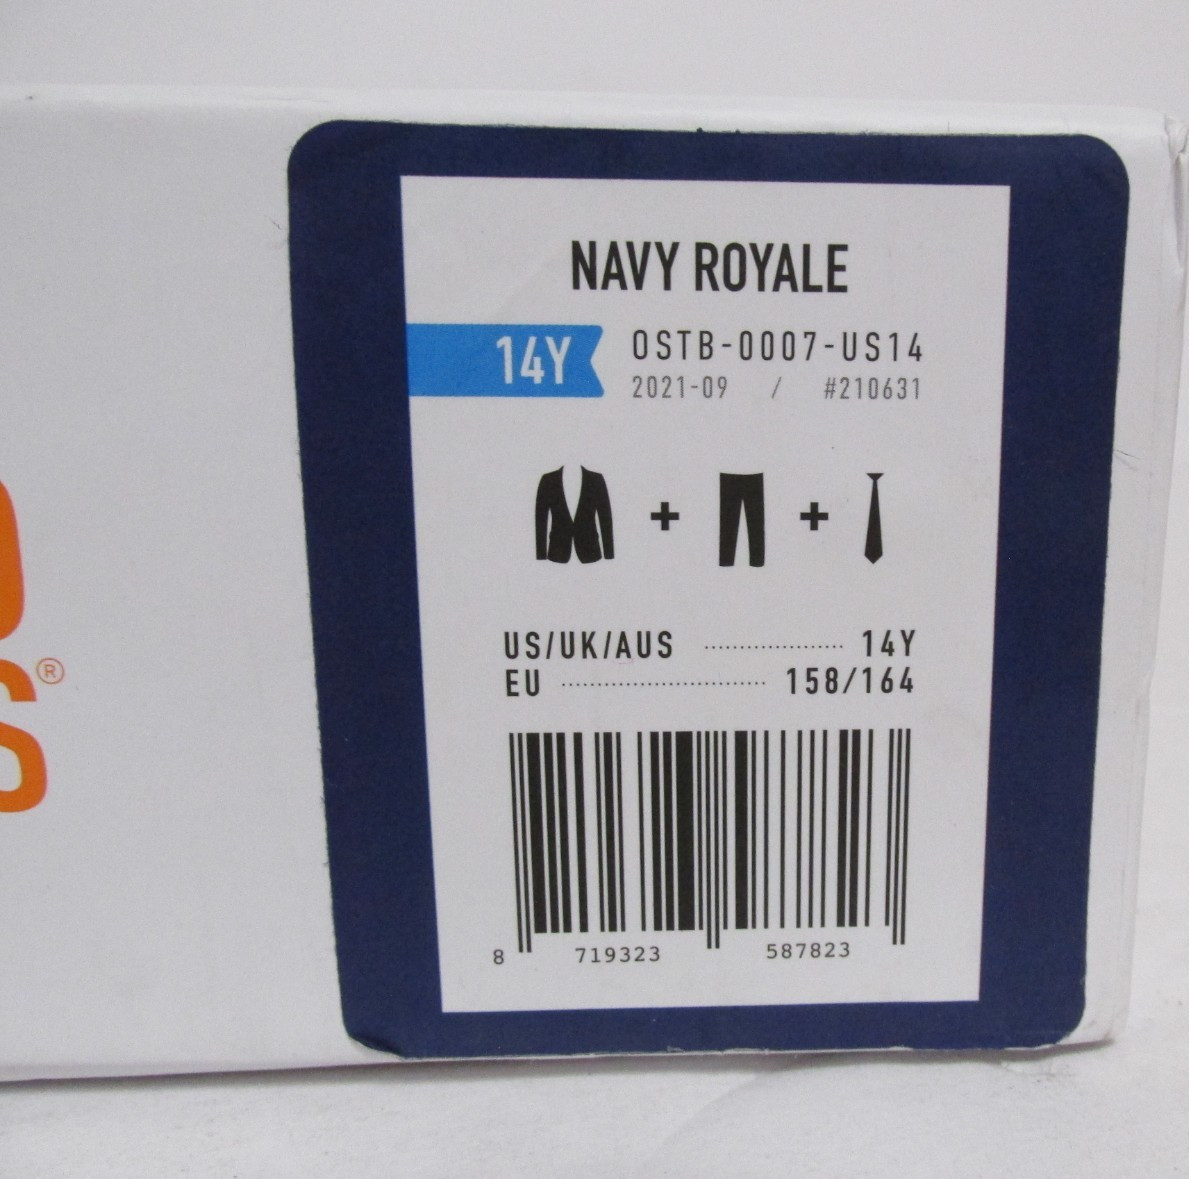 NAVY ROYALE
14Y
OSTB-0007-US14
2021-09 / #210631
+ +
US/UK/AUS 14Y
EU 158/164
8 719323 587823
S®